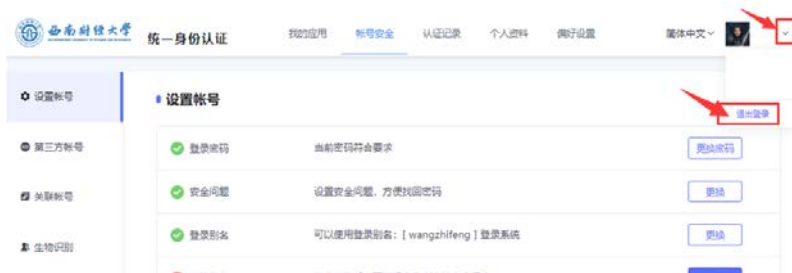 西南财经大学 统一身份认证 我的应用 帐号安全 认证记录 个人资料 偏好设置 简体中文
设置帐号
设置帐号
退出登录
第三方帐号
登录密码 当前密码符合要求 更换密码
关联帐号
安全问题 设置安全问题，方便找回密码 更换
生物识别
登录别名 可以使用登录别名：[ wangzhifeng ] 登录系统 更换